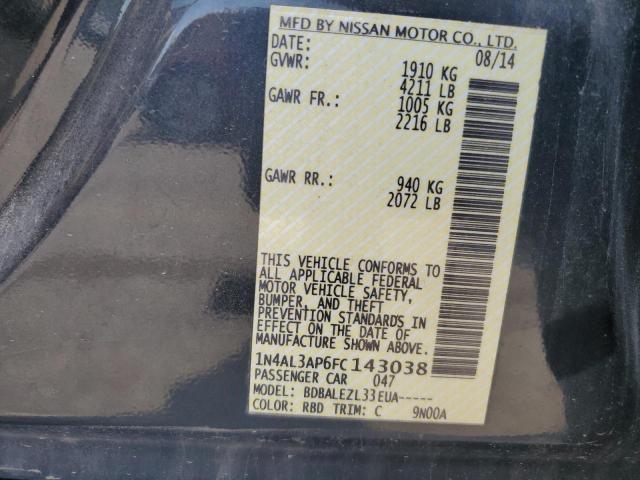 MFD BY NISSAN MOTOR CO., LTD.
DATE: 08/14
GVWR: 1910 KG
4211 LB
GAWR FR.: 1005 KG
2216 LB
GAWR RR.: 940 KG
2072 LB
THIS VEHICLE CONFORMS TO
ALL APPLICABLE FEDERAL
MOTOR VEHICLE SAFETY,
BUMPER, AND THEFT
PREVENTION STANDARDS IN
EFFECT ON THE DATE OF
MANUFACTURE SHOWN ABOVE.
1N4AL3AP6FC143038
PASSENGER CAR 047
MODEL: BDBALEZL33EUA-----
COLOR: RBD TRIM: C 9N00A